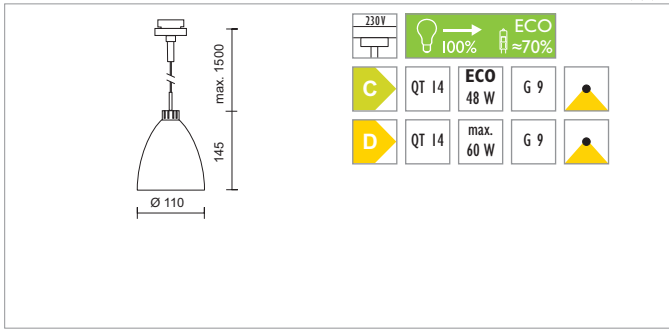 max. 1500
145
Ø 110
230V
100%
ECO
≈70%
C
QT 14
ECO
48 W
G 9
D
QT 14
max.
60 W
G 9